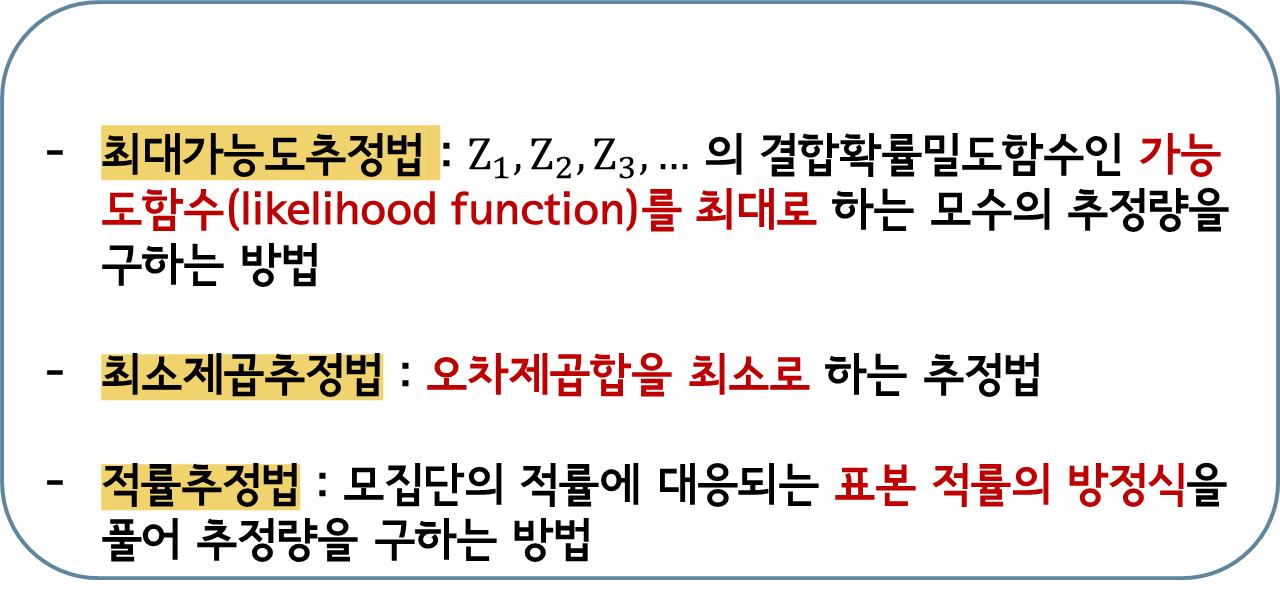 - 최대가능도추정법 : Z₁, Z₂, Z₃, … 의 결합확률밀도함수인 가능
도함수(likelihood function)를 최대로 하는 모수의 추정량을
구하는 방법
- 최소제곱추정법 : 오차제곱합을 최소로 하는 추정법
- 적률추정법 : 모집단의 적률에 대응되는 표본 적률의 방정식을
풀어 추정량을 구하는 방법